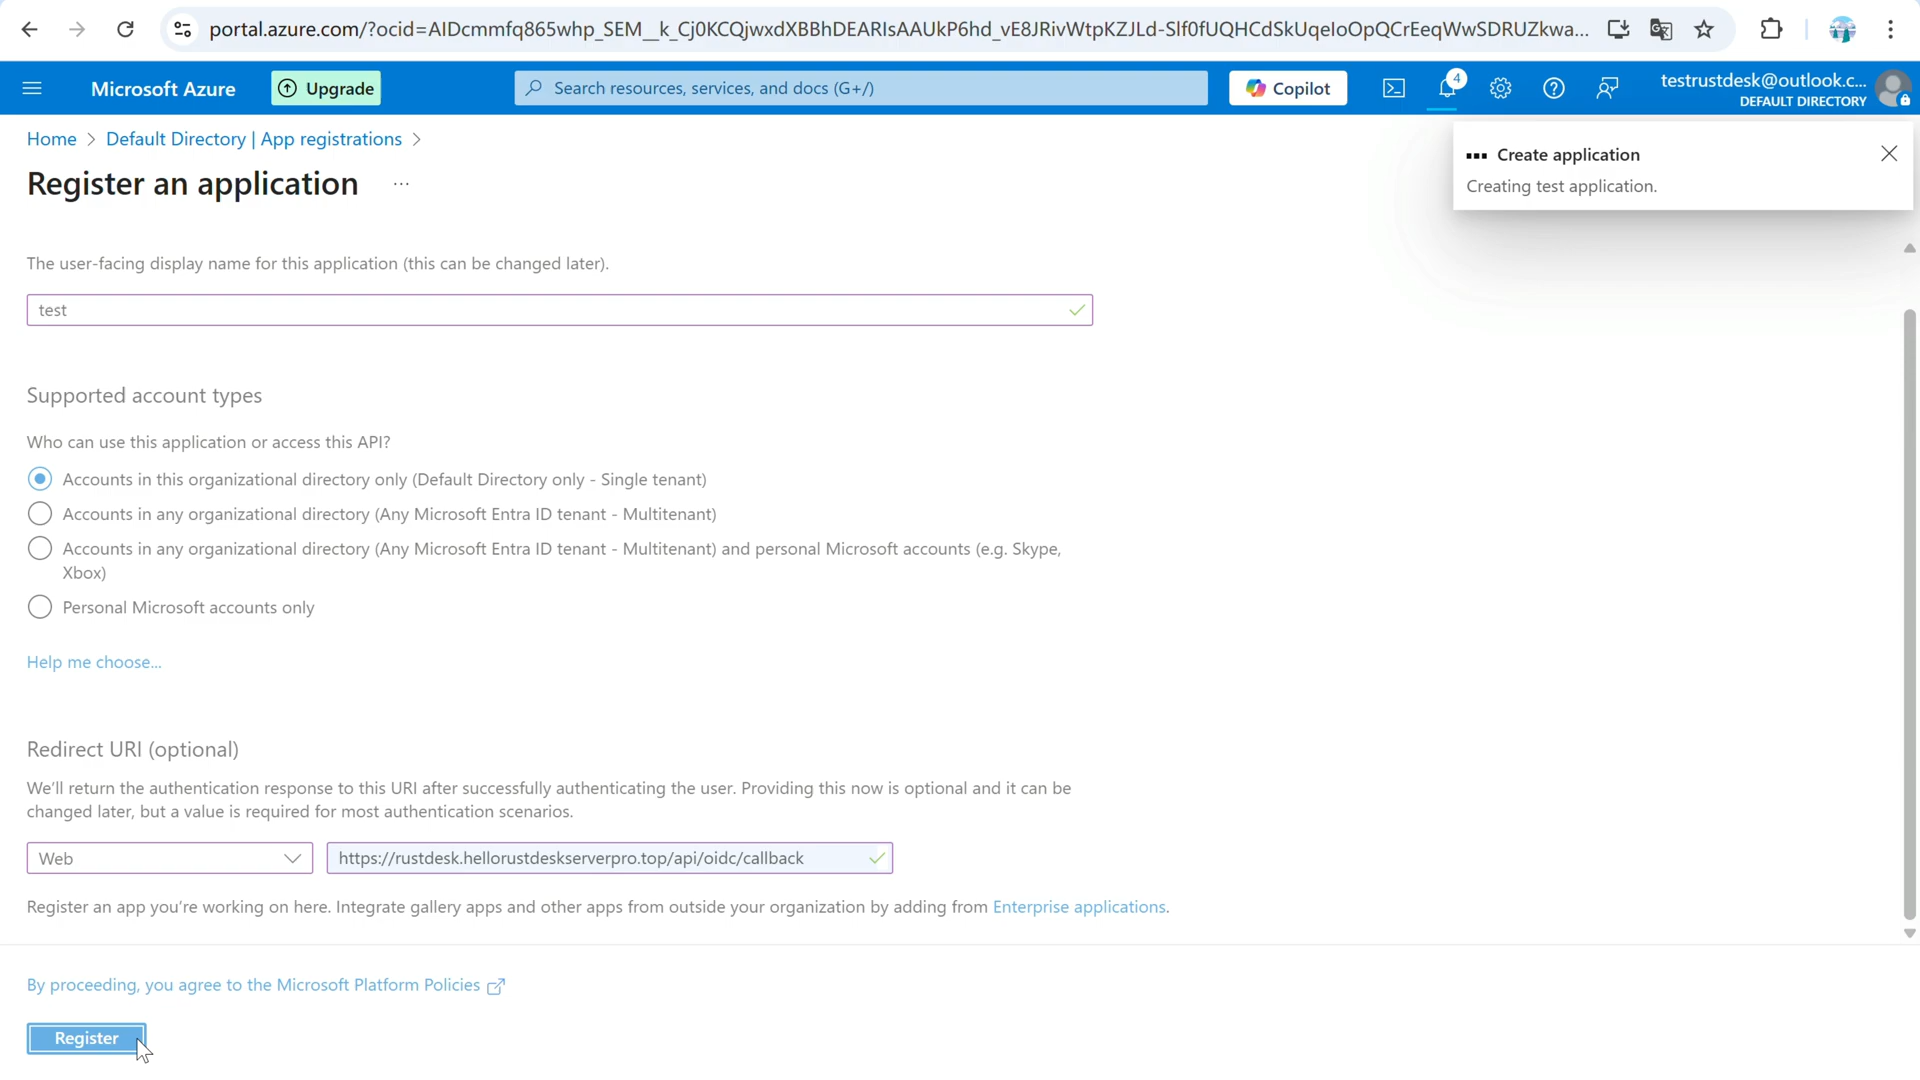 portal.azure.com/?ocid=AIDcmmfq865whp_SEM__k_Cj0KCQjwxdXBBhDEARIsAAUkP6hd_vE8JRivWtpKZJLd-Slf0fUQHCdSkUqeIoOpQCrEeqWwSDRUZkwa...
Microsoft Azure
Upgrade
Search resources, services, and docs (G+/)
Copilot
4
testrustdesk@outlook.c...
DEFAULT DIRECTORY
Home > Default Directory | App registrations >
Register an application ...
Create application
Creating test application.
The user-facing display name for this application (this can be changed later).
test
Supported account types
Who can use this application or access this API?
Accounts in this organizational directory only (Default Directory only - Single tenant)
Accounts in any organizational directory (Any Microsoft Entra ID tenant - Multitenant)
Accounts in any organizational directory (Any Microsoft Entra ID tenant - Multitenant) and personal Microsoft accounts (e.g. Skype,
Xbox)
Personal Microsoft accounts only
Help me choose...
Redirect URI (optional)
We'll return the authentication response to this URI after successfully authenticating the user. Providing this now is optional and it can be
changed later, but a value is required for most authentication scenarios.
Web
https://rustdesk.hellorustdeskserverpro.top/api/oidc/callback
Register an app you're working on here. Integrate gallery apps and other apps from outside your organization by adding from Enterprise applications.
By proceeding, you agree to the Microsoft Platform Policies
Register